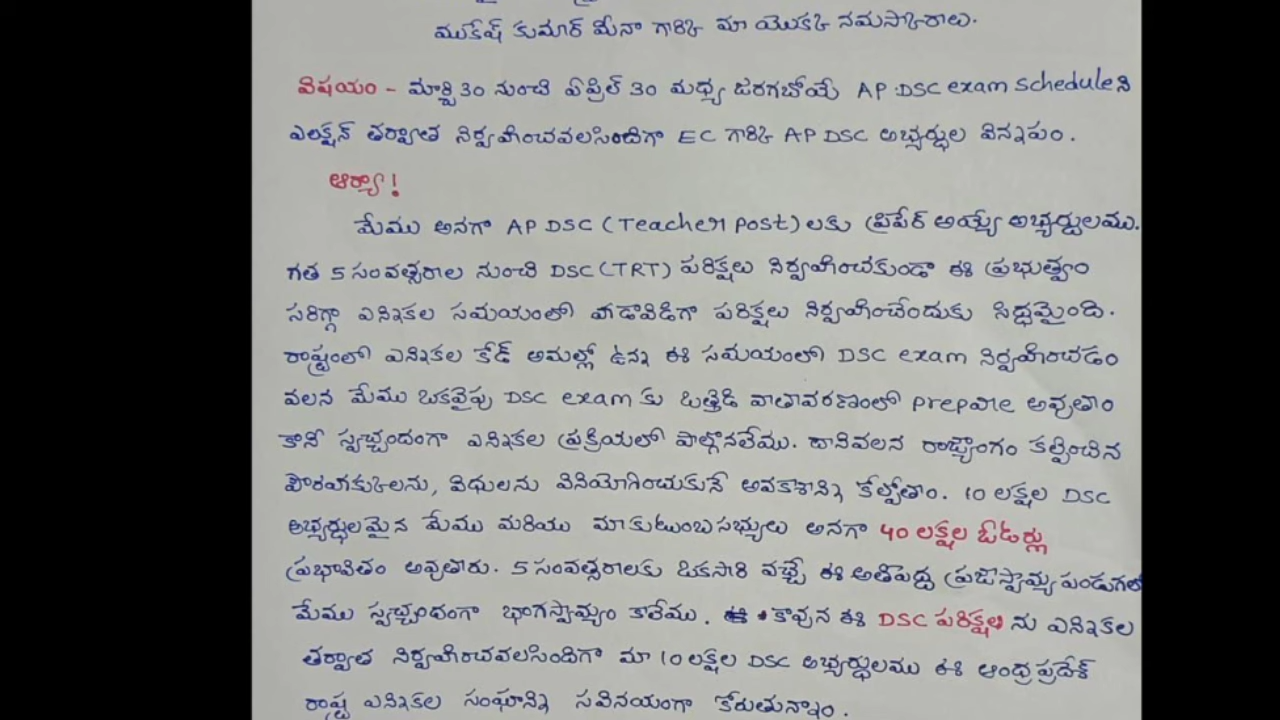 ముకేష్ కుమార్ మీనా గారికి మా యొక్క నమస్కారాలు.
విషయం - మార్చి 30 నుంచి ఏప్రిల్ 30 మధ్య జరగబోయే AP DSC exam schedule ని
ఎలక్షన్ తర్వాత నిర్వహించవలసిందిగా EC గారికి AP DSC అభ్యర్థుల విన్నపం.
ఆర్యా!
మేము అనగా AP DSC (Teacher post) లకు ప్రిపేర్ అయ్యే అభ్యర్థులము.
గత 5 సంవత్సరాల నుంచి DSC (TRT) పరీక్షలు నిర్వహించకుండా ఈ ప్రభుత్వం
సరిగ్గా ఎన్నికల సమయంలో హడావిడిగా పరీక్షలు నిర్వహించేందుకు సిద్ధమైంది.
రాష్ట్రంలో ఎన్నికల కోడ్ అమల్లో ఉన్న ఈ సమయంలో DSC exam నిర్వహించడం
వలన మేము ఒకవైపు DSC exam కు ఒత్తిడి వాతావరణంలో prepare అవుతాం
కానీ స్వచ్ఛందంగా ఎన్నికల ప్రక్రియలో పాల్గొనలేము. దానివలన రాజ్యాంగం కల్పించిన
పౌరహక్కులను, విధులను వినియోగించుకునే అవకాశాన్ని కోల్పోతాం. 10 లక్షల DSC
అభ్యర్థులమైన మేము మరియు మా కుటుంబ సభ్యులు అనగా 40 లక్షల ఓటర్లు
ప్రభావితం అవుతారు. 5 సంవత్సరాలకు ఒకసారి వచ్చే ఈ అతిపెద్ద ప్రజాస్వామ్య పండుగలో
మేము స్వచ్ఛందంగా భాగస్వామ్యం కాలేము. కావున ఈ DSC పరీక్షల ను ఎన్నికల
తర్వాత నిర్వహించవలసిందిగా మా 10 లక్షల DSC అభ్యర్థులము ఈ ఆంధ్రప్రదేశ్
రాష్ట్ర ఎన్నికల సంఘాన్ని సవినయంగా కోరుతున్నాం.